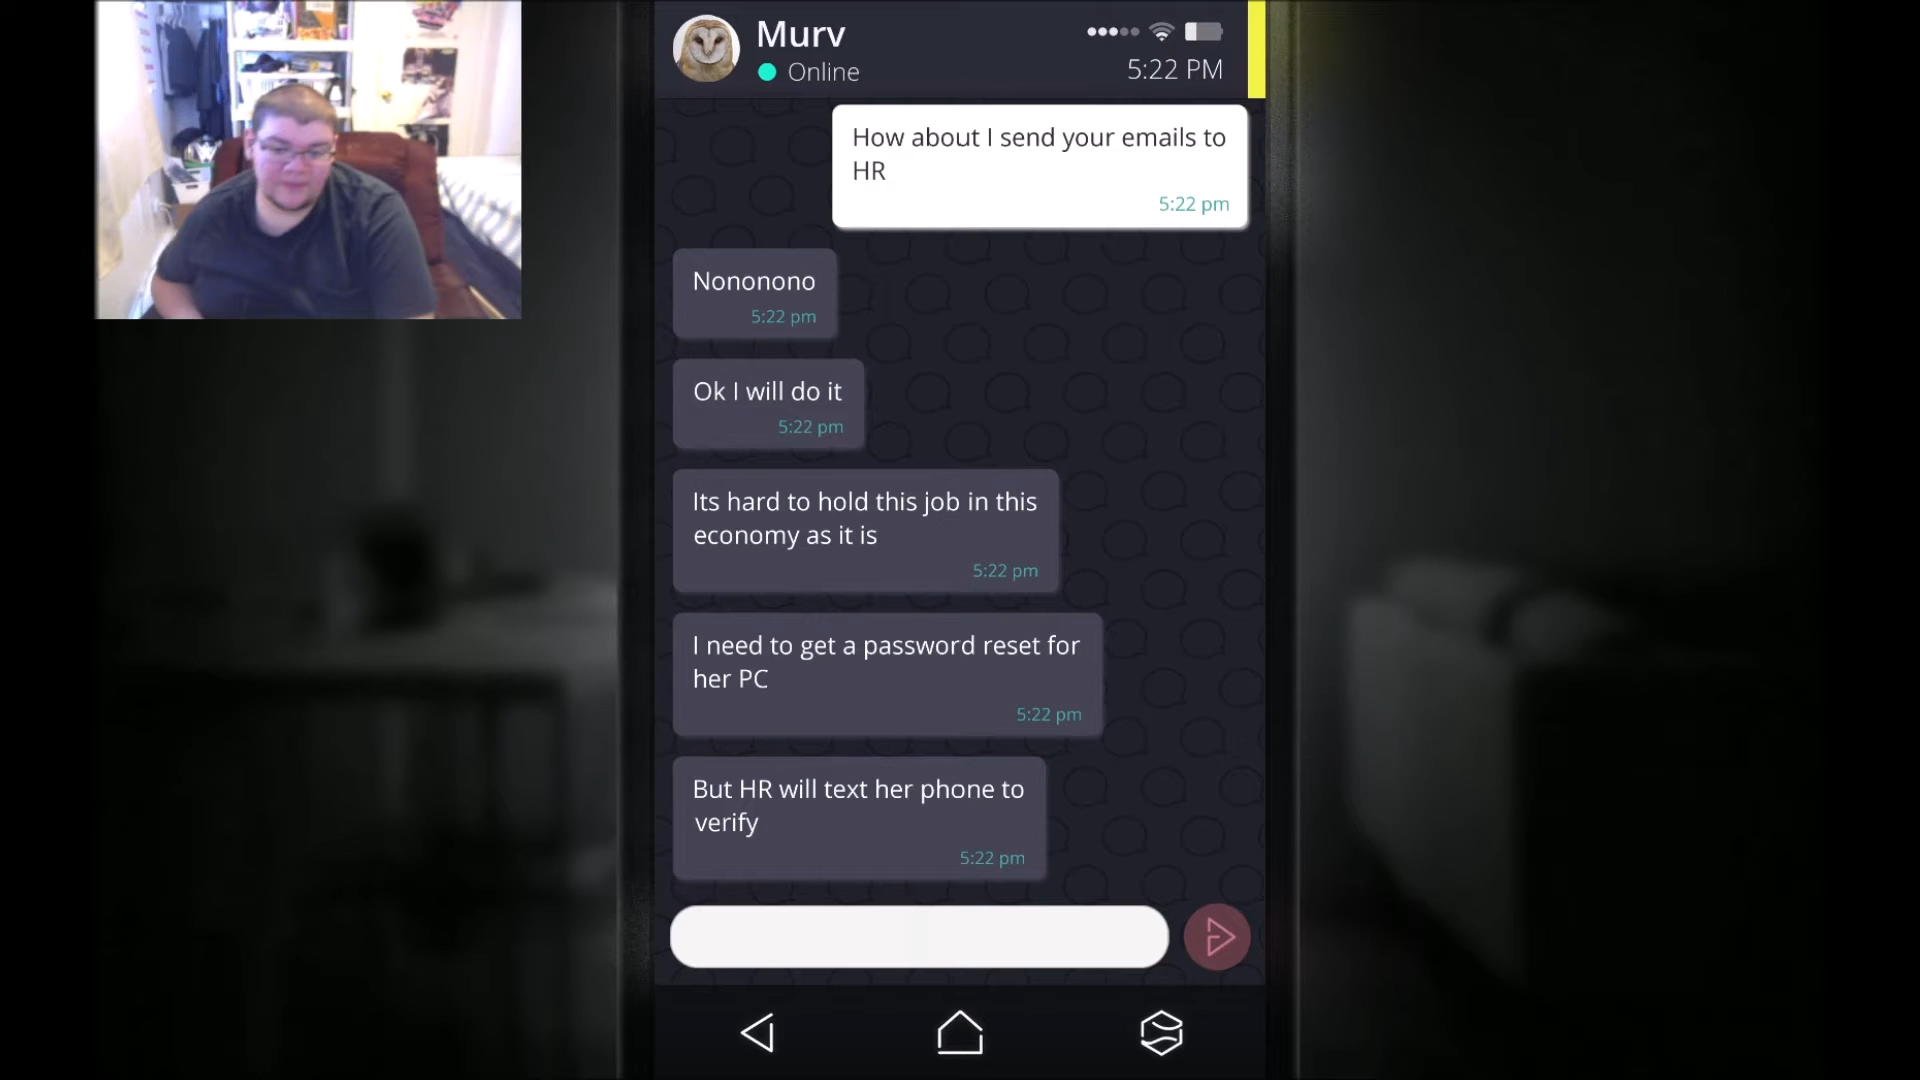 Murv
Online
5:22 PM
How about I send your emails to
HR
5:22 pm
Nononono
5:22 pm
Ok I will do it
5:22 pm
Its hard to hold this job in this
economy as it is
5:22 pm
I need to get a password reset for
her PC
5:22 pm
But HR will text her phone to
verify
5:22 pm